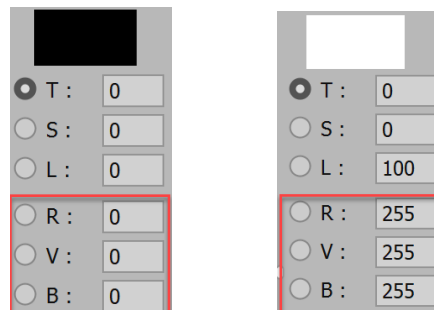 T : 0
S : 0
L : 0
R : 0
V : 0
B : 0
T : 0
S : 0
L : 100
R : 255
V : 255
B : 255